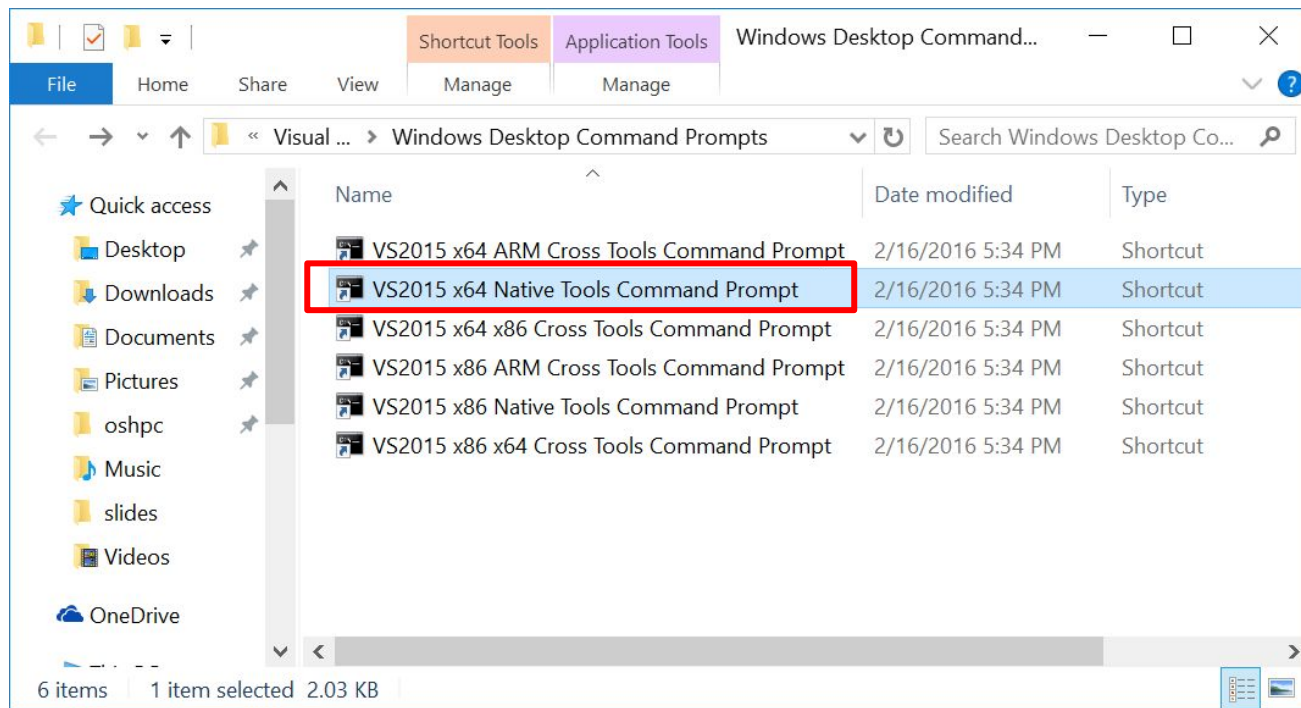 Shortcut Tools Application Tools Windows Desktop Command...
File Home Share View Manage Manage
« Visual ... > Windows Desktop Command Prompts Search Windows Desktop Co...
Name Date modified Type
Quick access
Desktop
Downloads
Documents
Pictures
oshpc
Music
slides
Videos
OneDrive
VS2015 x64 ARM Cross Tools Command Prompt 2/16/2016 5:34 PM Shortcut
VS2015 x64 Native Tools Command Prompt 2/16/2016 5:34 PM Shortcut
VS2015 x64 x86 Cross Tools Command Prompt 2/16/2016 5:34 PM Shortcut
VS2015 x86 ARM Cross Tools Command Prompt 2/16/2016 5:34 PM Shortcut
VS2015 x86 Native Tools Command Prompt 2/16/2016 5:34 PM Shortcut
VS2015 x86 x64 Cross Tools Command Prompt 2/16/2016 5:34 PM Shortcut
6 items 1 item selected 2.03 KB